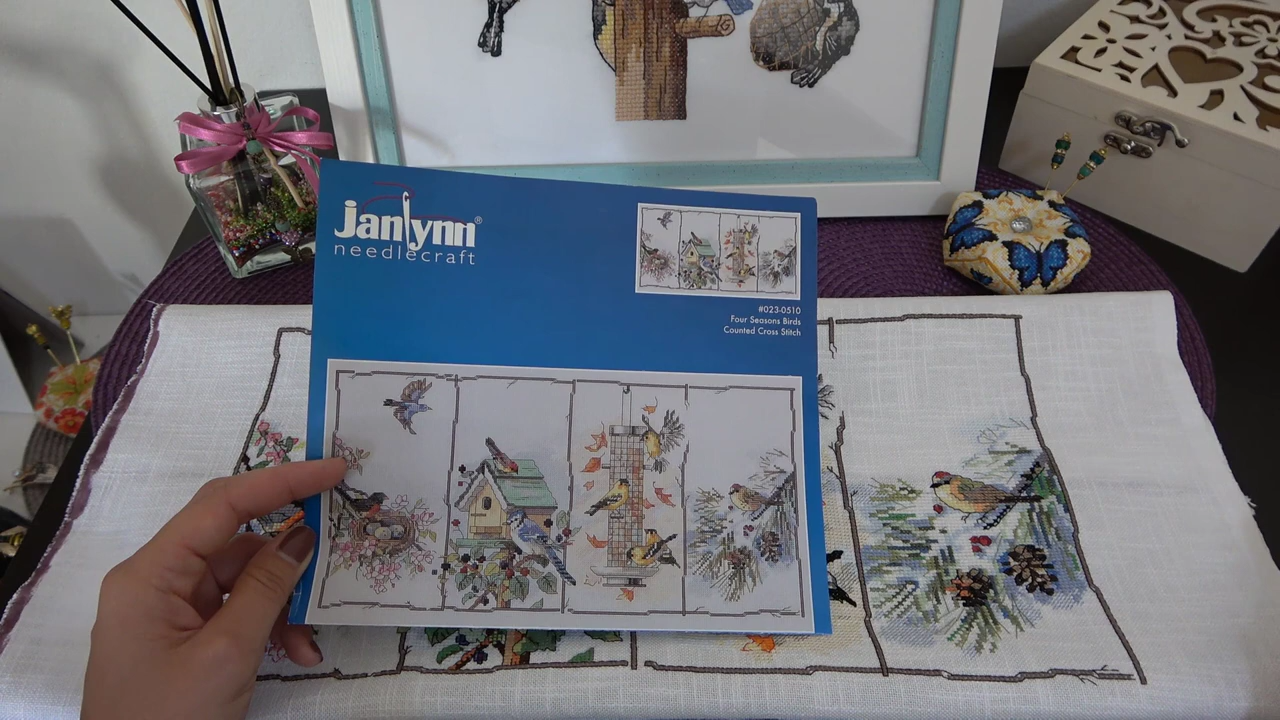 janlynn®
needlecraft
#023-0510
Four Seasons Birds
Counted Cross Stitch